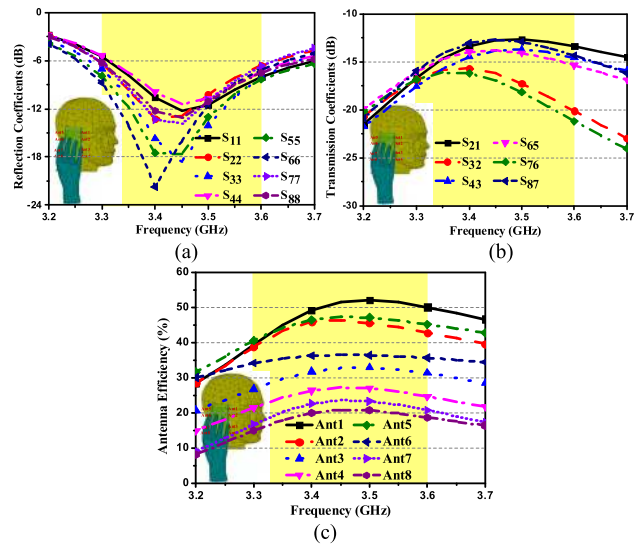 Reflection Coefficients (dB)
-3
-6
-9
-12
-15
-18
-21
-24
S11 S55
S22 S66
S33 S77
S44 S88
3.2 3.3 3.4 3.5 3.6 3.7
Frequency (GHz)
(a)
Transmission Coefficients (dB)
-10
-15
-20
-25
-30
S21 S65
S32 S76
S43 S87
3.2 3.3 3.4 3.5 3.6 3.7
Frequency (GHz)
(b)
Antenna Efficiency (%)
60
50
40
30
20
10
0
Ant1 Ant5
Ant2 Ant6
Ant3 Ant7
Ant4 Ant8
3.2 3.3 3.4 3.5 3.6 3.7
Frequency (GHz)
(c)